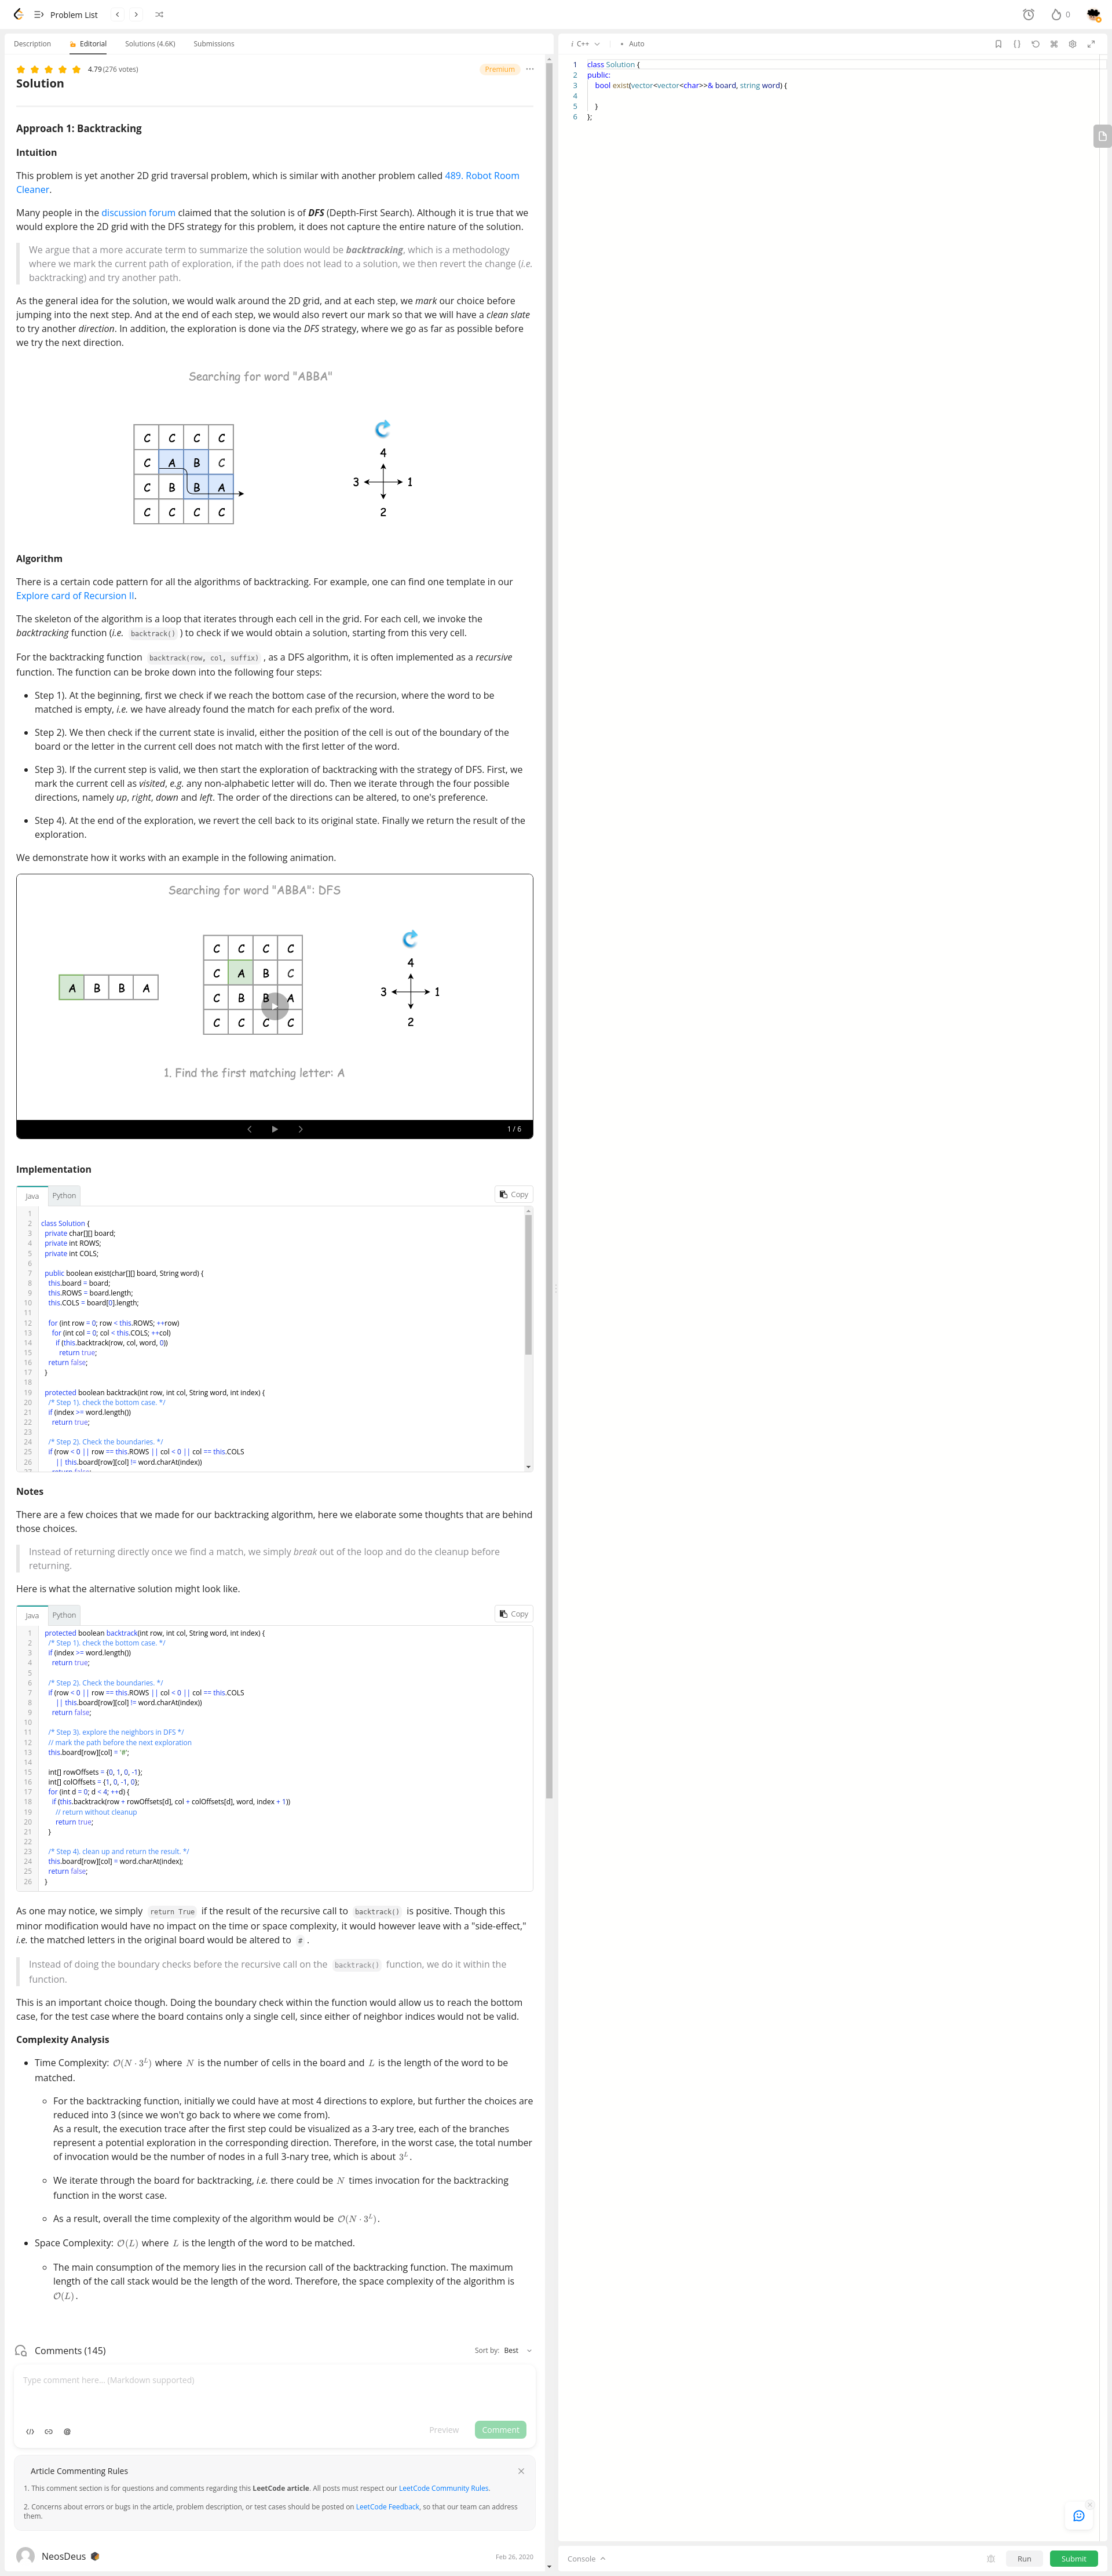 Problem List
0
Description
Editorial
Solutions (4.6K)
Submissions
4.79 (276 votes)
Premium
Solution
Approach 1: Backtracking
Intuition
This problem is yet another 2D grid traversal problem, which is similar with another problem called 489. Robot Room
Cleaner.
Many people in the discussion forum claimed that the solution is of DFS (Depth-First Search). Although it is true that we
would explore the 2D grid with the DFS strategy for this problem, it does not capture the entire nature of the solution.
We argue that a more accurate term to summarize the solution would be backtracking, which is a methodology
where we mark the current path of exploration, if the path does not lead to a solution, we then revert the change (i.e.
backtracking) and try another path.
As the general idea for the solution, we would walk around the 2D grid, and at each step, we mark our choice before
jumping into the next step. And at the end of each step, we would also revert our mark so that we will have a clean slate
to try another direction. In addition, the exploration is done via the DFS strategy, where we go as far as possible before
we try the next direction.
Searching for word "ABBA"
C C C C
C A B C
C B B A
C C C C
4
3 1
2
Algorithm
There is a certain code pattern for all the algorithms of backtracking. For example, one can find one template in our
Explore card of Recursion II.
The skeleton of the algorithm is a loop that iterates through each cell in the grid. For each cell, we invoke the
backtracking function (i.e. backtrack() ) to check if we would obtain a solution, starting from this very cell.
For the backtracking function backtrack(row, col, suffix) , as a DFS algorithm, it is often implemented as a recursive
function. The function can be broke down into the following four steps:
• Step 1). At the beginning, first we check if we reach the bottom case of the recursion, where the word to be
matched is empty, i.e. we have already found the match for each prefix of the word.
• Step 2). We then check if the current state is invalid, either the position of the cell is out of the boundary of the
board or the letter in the current cell does not match with the first letter of the word.
• Step 3). If the current step is valid, we then start the exploration of backtracking with the strategy of DFS. First, we
mark the current cell as visited, e.g. any non-alphabetic letter will do. Then we iterate through the four possible
directions, namely up, right, down and left. The order of the directions can be altered, to one's preference.
• Step 4). At the end of the exploration, we revert the cell back to its original state. Finally we return the result of the
exploration.
We demonstrate how it works with an example in the following animation.
Searching for word "ABBA": DFS
A B B A
C C C C
C A B C
C B B A
C C C C
4
3 1
2
1. Find the first matching letter: A
1 / 6
Implementation
Java Python
Copy
1
2 class Solution {
3 private char[][] board;
4 private int ROWS;
5 private int COLS;
6
7 public boolean exist(char[][] board, String word) {
8 this.board = board;
9 this.ROWS = board.length;
10 this.COLS = board[0].length;
11
12 for (int row = 0; row < this.ROWS; ++row)
13 for (int col = 0; col < this.COLS; ++col)
14 if (this.backtrack(row, col, word, 0))
15 return true;
16 return false;
17 }
18
19 protected boolean backtrack(int row, int col, String word, int index) {
20 /* Step 1). check the bottom case. */
21 if (index >= word.length())
22 return true;
23
24 /* Step 2). Check the boundaries. */
25 if (row < 0 || row == this.ROWS || col < 0 || col == this.COLS
26 || this.board[row][col] != word.charAt(index))
27 return false;
Notes
There are a few choices that we made for our backtracking algorithm, here we elaborate some thoughts that are behind
those choices.
Instead of returning directly once we find a match, we simply break out of the loop and do the cleanup before
returning.
Here is what the alternative solution might look like.
Java Python
Copy
1 protected boolean backtrack(int row, int col, String word, int index) {
2 /* Step 1). check the bottom case. */
3 if (index >= word.length())
4 return true;
5
6 /* Step 2). Check the boundaries. */
7 if (row < 0 || row == this.ROWS || col < 0 || col == this.COLS
8 || this.board[row][col] != word.charAt(index))
9 return false;
10
11 /* Step 3). explore the neighbors in DFS */
12 // mark the path before the next exploration
13 this.board[row][col] = '#';
14
15 int[] rowOffsets = {0, 1, 0, -1};
16 int[] colOffsets = {1, 0, -1, 0};
17 for (int d = 0; d < 4; ++d) {
18 if (this.backtrack(row + rowOffsets[d], col + colOffsets[d], word, index + 1))
19 // return without cleanup
20 return true;
21 }
22
23 /* Step 4). clean up and return the result. */
24 this.board[row][col] = word.charAt(index);
25 return false;
26 }
As one may notice, we simply return True if the result of the recursive call to backtrack() is positive. Though this
minor modification would have no impact on the time or space complexity, it would however leave with a "side-effect,"
i.e. the matched letters in the original board would be altered to # .
Instead of doing the boundary checks before the recursive call on the backtrack() function, we do it within the
function.
This is an important choice though. Doing the boundary check within the function would allow us to reach the bottom
case, for the test case where the board contains only a single cell, since either of neighbor indices would not be valid.
Complexity Analysis
• Time Complexity: O(N · 3^L) where N is the number of cells in the board and L is the length of the word to be
matched.
◦ For the backtracking function, initially we could have at most 4 directions to explore, but further the choices are
reduced into 3 (since we won't go back to where we come from).
As a result, the execution trace after the first step could be visualized as a 3-ary tree, each of the branches
represent a potential exploration in the corresponding direction. Therefore, in the worst case, the total number
of invocation would be the number of nodes in a full 3-nary tree, which is about 3^L.
◦ We iterate through the board for backtracking, i.e. there could be N times invocation for the backtracking
function in the worst case.
◦ As a result, overall the time complexity of the algorithm would be O(N · 3^L).
• Space Complexity: O(L) where L is the length of the word to be matched.
◦ The main consumption of the memory lies in the recursion call of the backtracking function. The maximum
length of the call stack would be the length of the word. Therefore, the space complexity of the algorithm is
O(L).
Comments (145)
Sort by: Best
Type comment here... (Markdown supported)
Preview
Comment
Article Commenting Rules
1. This comment section is for questions and comments regarding this LeetCode article. All posts must respect our LeetCode Community Rules.
2. Concerns about errors or bugs in the article, problem description, or test cases should be posted on LeetCode Feedback, so that our team can address
them.
NeosDeus
Feb 26, 2020
i C++
• Auto
1 class Solution {
2 public:
3 bool exist(vector<vector<char>>& board, string word) {
4
5 }
6 };
Console
Run
Submit